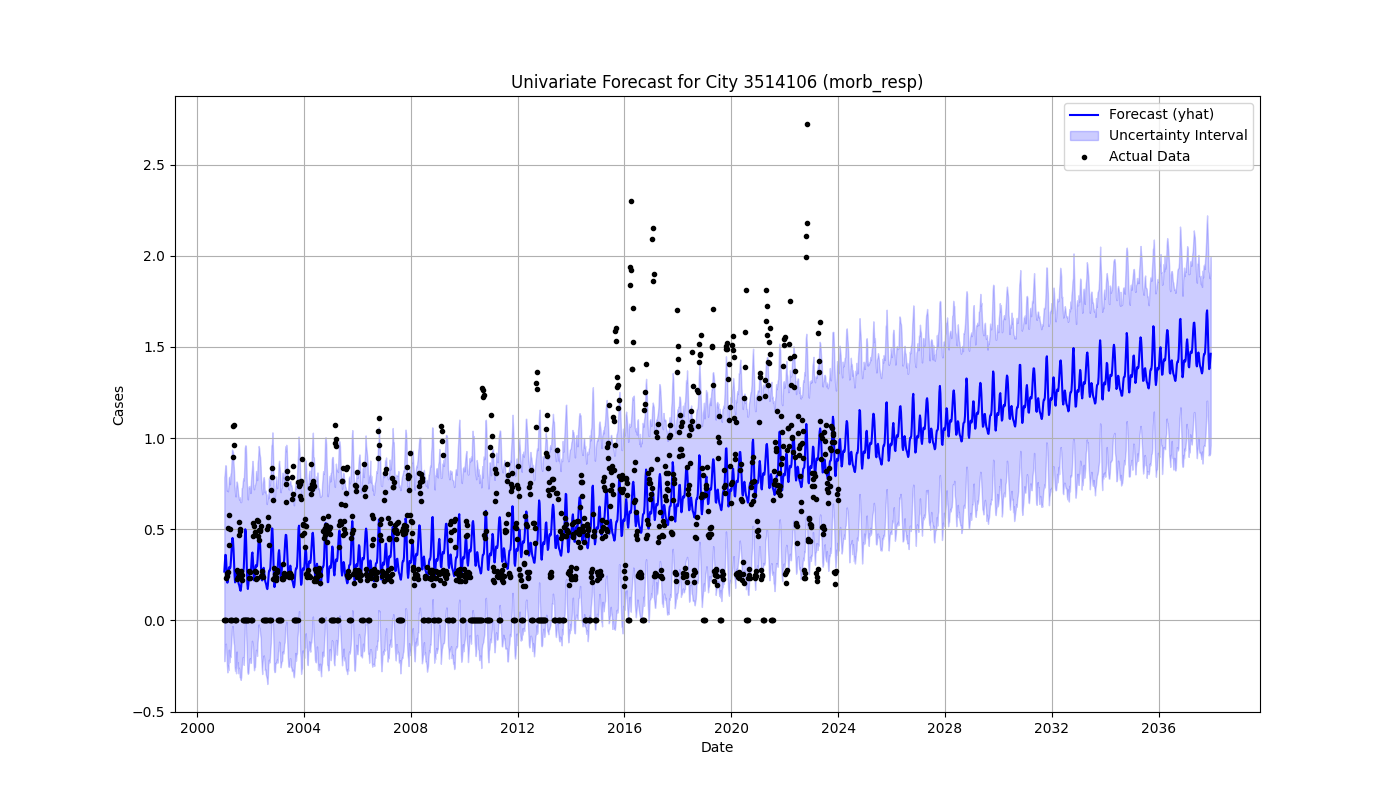 Univariate Forecast for City 3514106 (morb_resp)
Forecast (yhat)
Uncertainty Interval
Actual Data
Cases
2.5
2.0
1.5
1.0
0.5
0.0
−0.5
2000 2004 2008 2012 2016 2020 2024 2028 2032 2036
Date